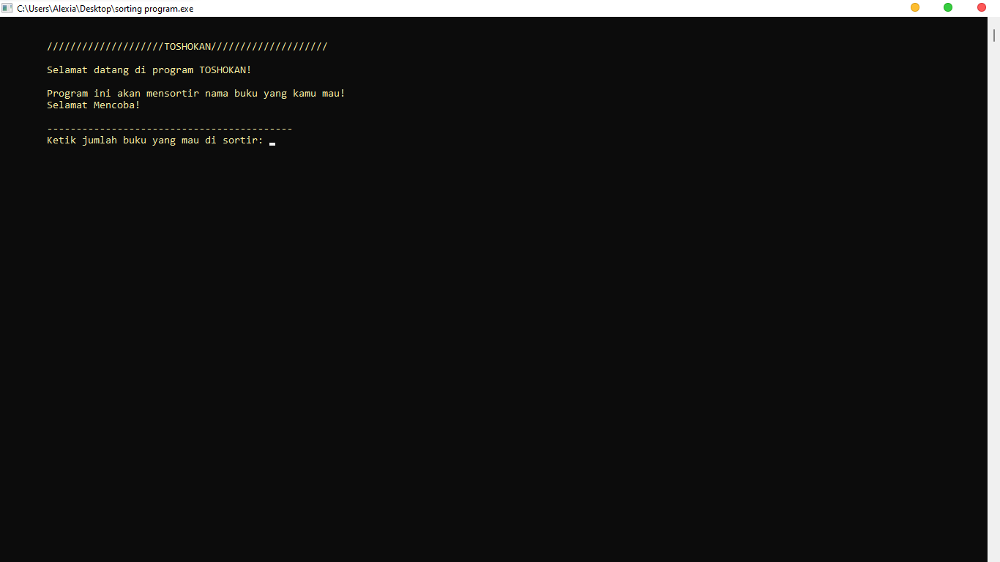 C:\Users\Alexia\Desktop\sorting program.exe
////////////////////TOSHOKAN////////////////////
Selamat datang di program TOSHOKAN!
Program ini akan mensortir nama buku yang kamu mau!
Selamat Mencoba!
------------------------------------------
Ketik jumlah buku yang mau di sortir: